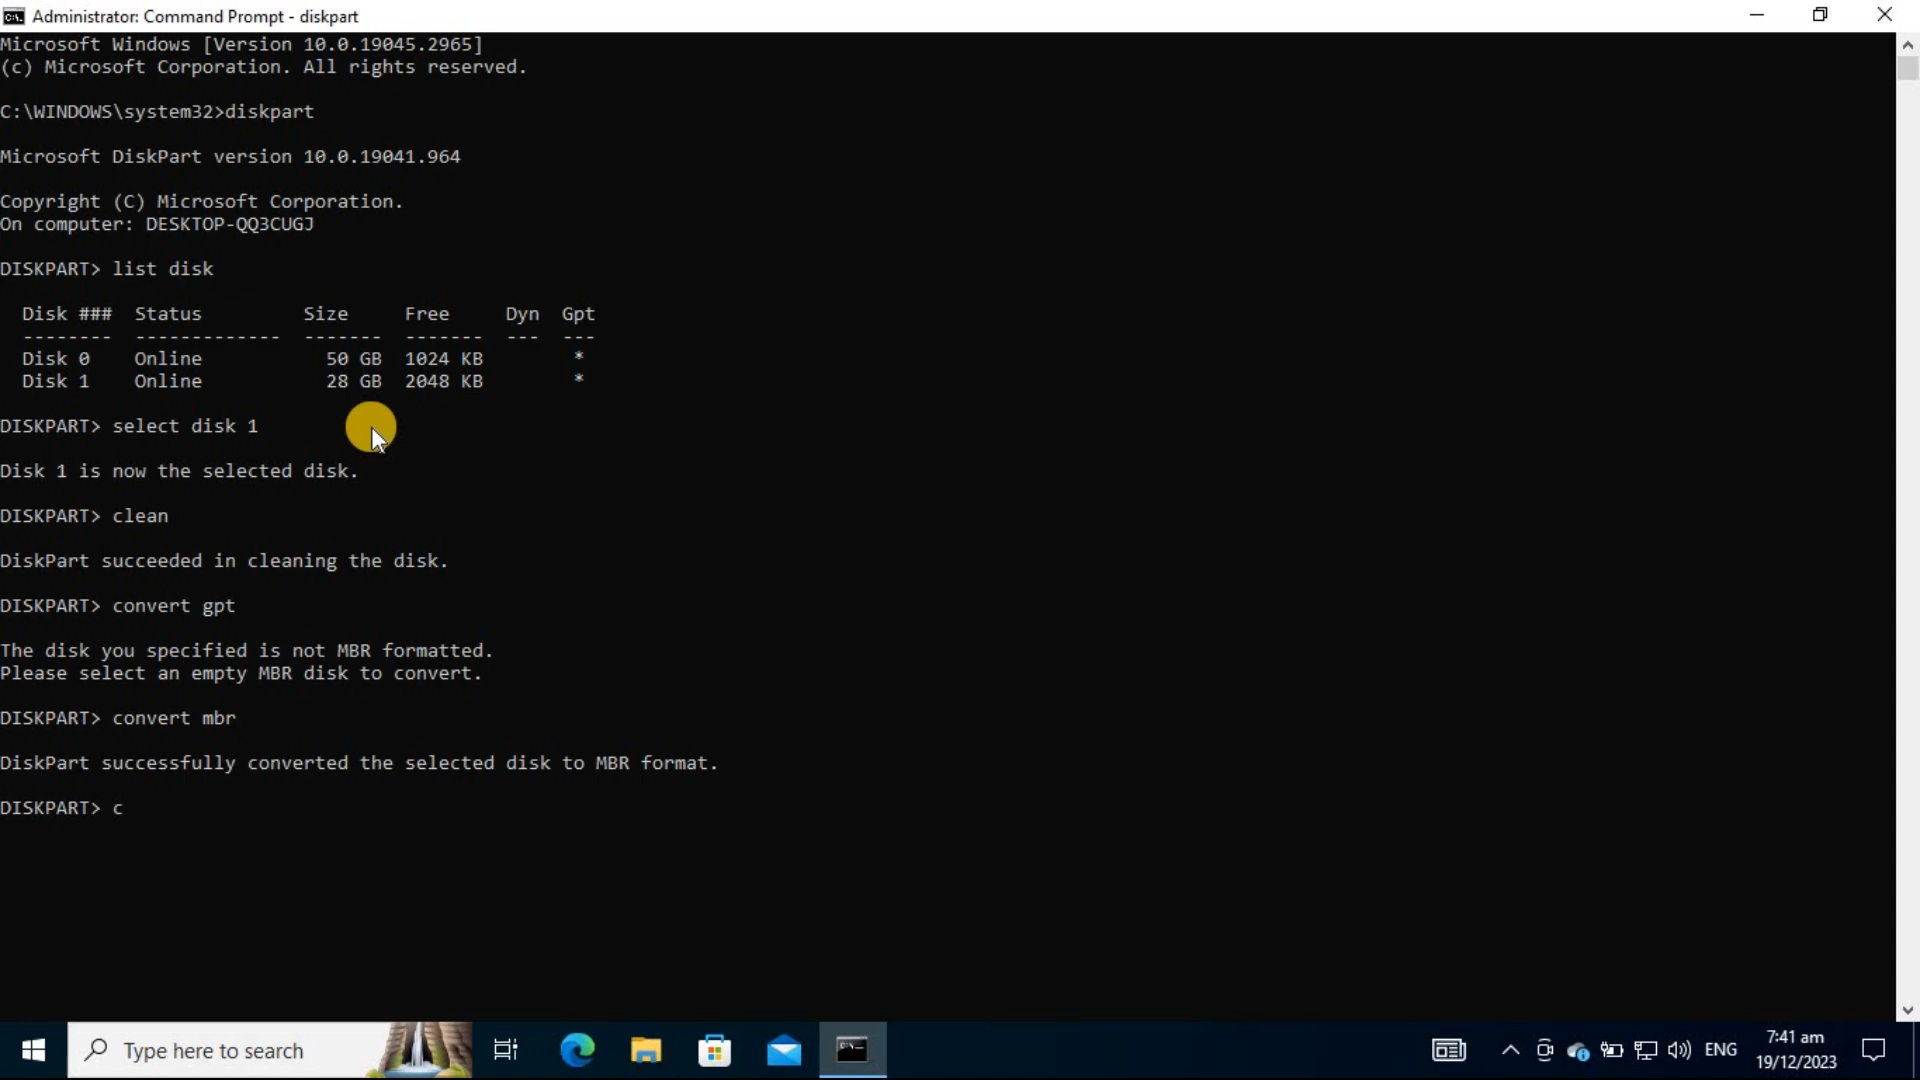 Administrator: Command Prompt - diskpart
Microsoft Windows [Version 10.0.19045.2965]
(c) Microsoft Corporation. All rights reserved.
C:\WINDOWS\system32>diskpart
Microsoft DiskPart version 10.0.19041.964
Copyright (C) Microsoft Corporation.
On computer: DESKTOP-QQ3CUGJ
DISKPART> list disk
Disk ### Status Size Free Dyn Gpt
-------- ------------- ------- ------- --- ---
Disk 0 Online 50 GB 1024 KB *
Disk 1 Online 28 GB 2048 KB *
DISKPART> select disk 1
Disk 1 is now the selected disk.
DISKPART> clean
DiskPart succeeded in cleaning the disk.
DISKPART> convert gpt
The disk you specified is not MBR formatted.
Please select an empty MBR disk to convert.
DISKPART> convert mbr
DiskPart successfully converted the selected disk to MBR format.
DISKPART> c
Type here to search
ENG
7:41 am
19/12/2023